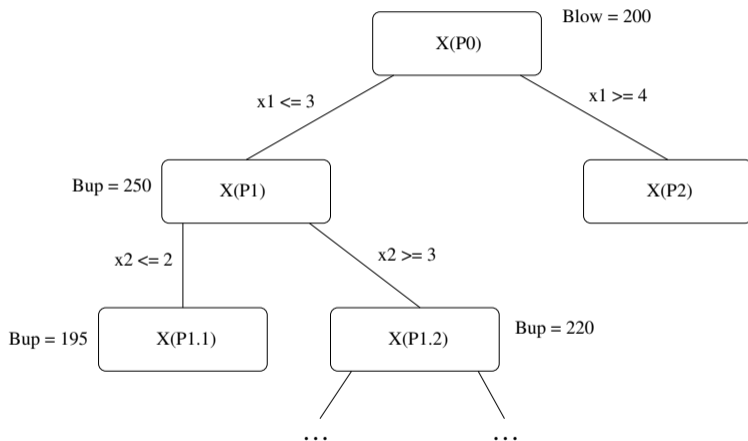 Blow = 200
X(P0)
x1 <= 3
x1 >= 4
Bup = 250
X(P1)
X(P2)
x2 <= 2
x2 >= 3
Bup = 195
X(P1.1)
X(P1.2)
Bup = 220
...
...